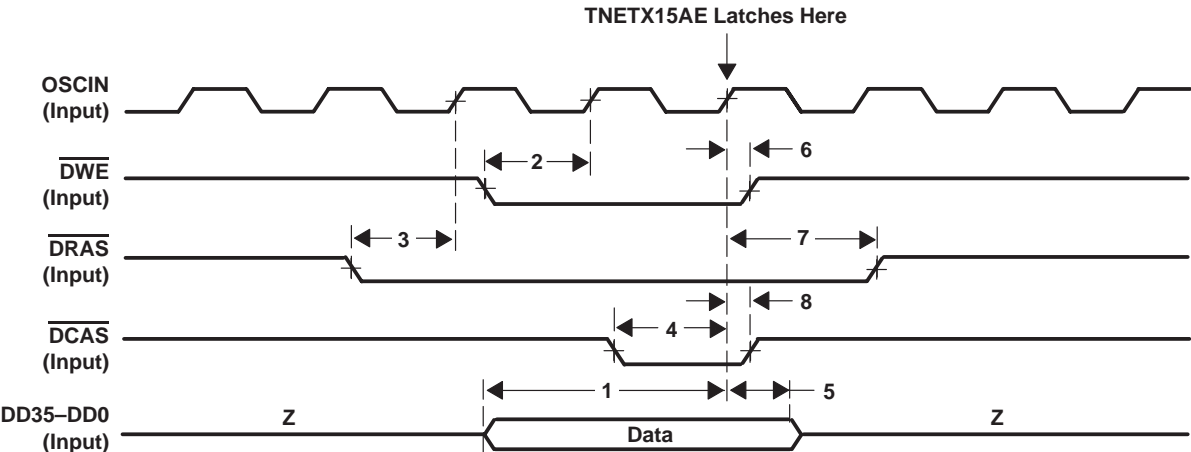 TNETX15AE Latches Here
OSCIN
(Input)
DWE
(Input)
2
6
DRAS
(Input)
3
7
DCAS
(Input)
4
8
DD35–DD0
(Input)
Z
1
5
Data
Z